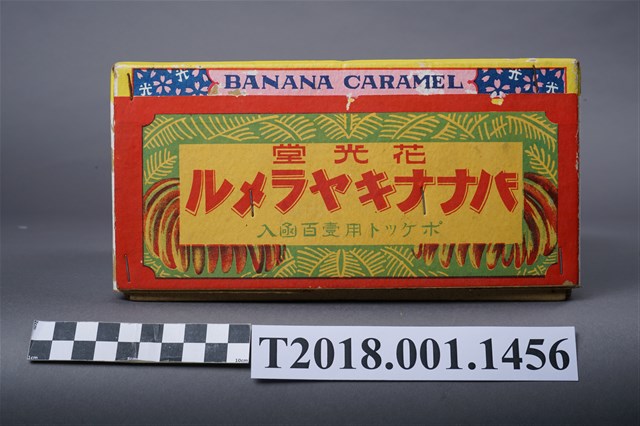 BANANA CARAMEL
花光堂
バナナキヤラメル
ポケット用壹百函入
T2018.001.1456